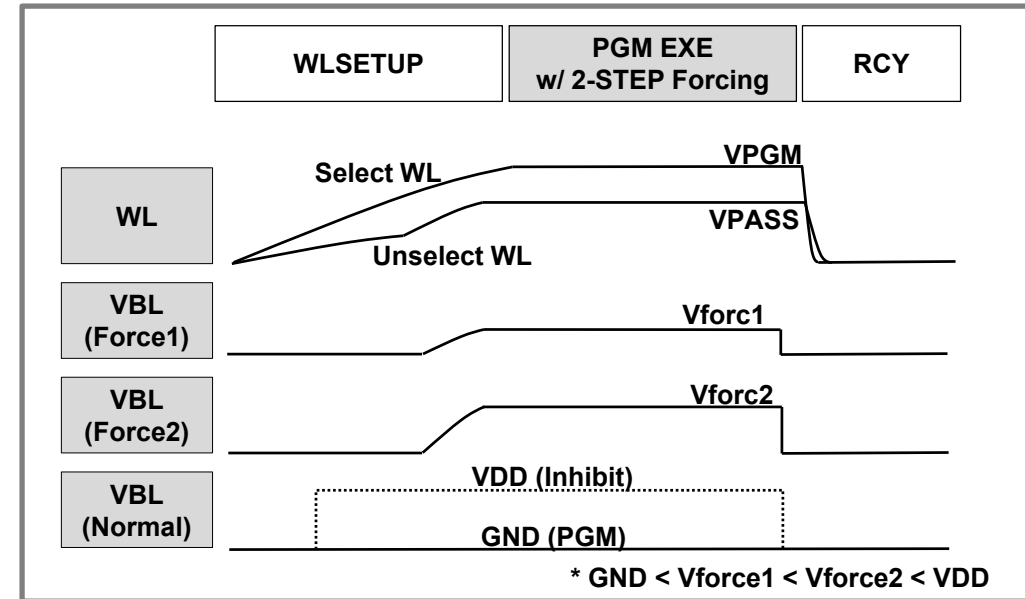 WLSETUP
PGM EXE
w/ 2-STEP Forcing
RCY
WL
Select WL
Unselect WL
VPGM
VPASS
VBL
(Force1)
Vforc1
VBL
(Force2)
Vforc2
VBL
(Normal)
VDD (Inhibit)
GND (PGM)
* GND < Vforce1 < Vforce2 < VDD